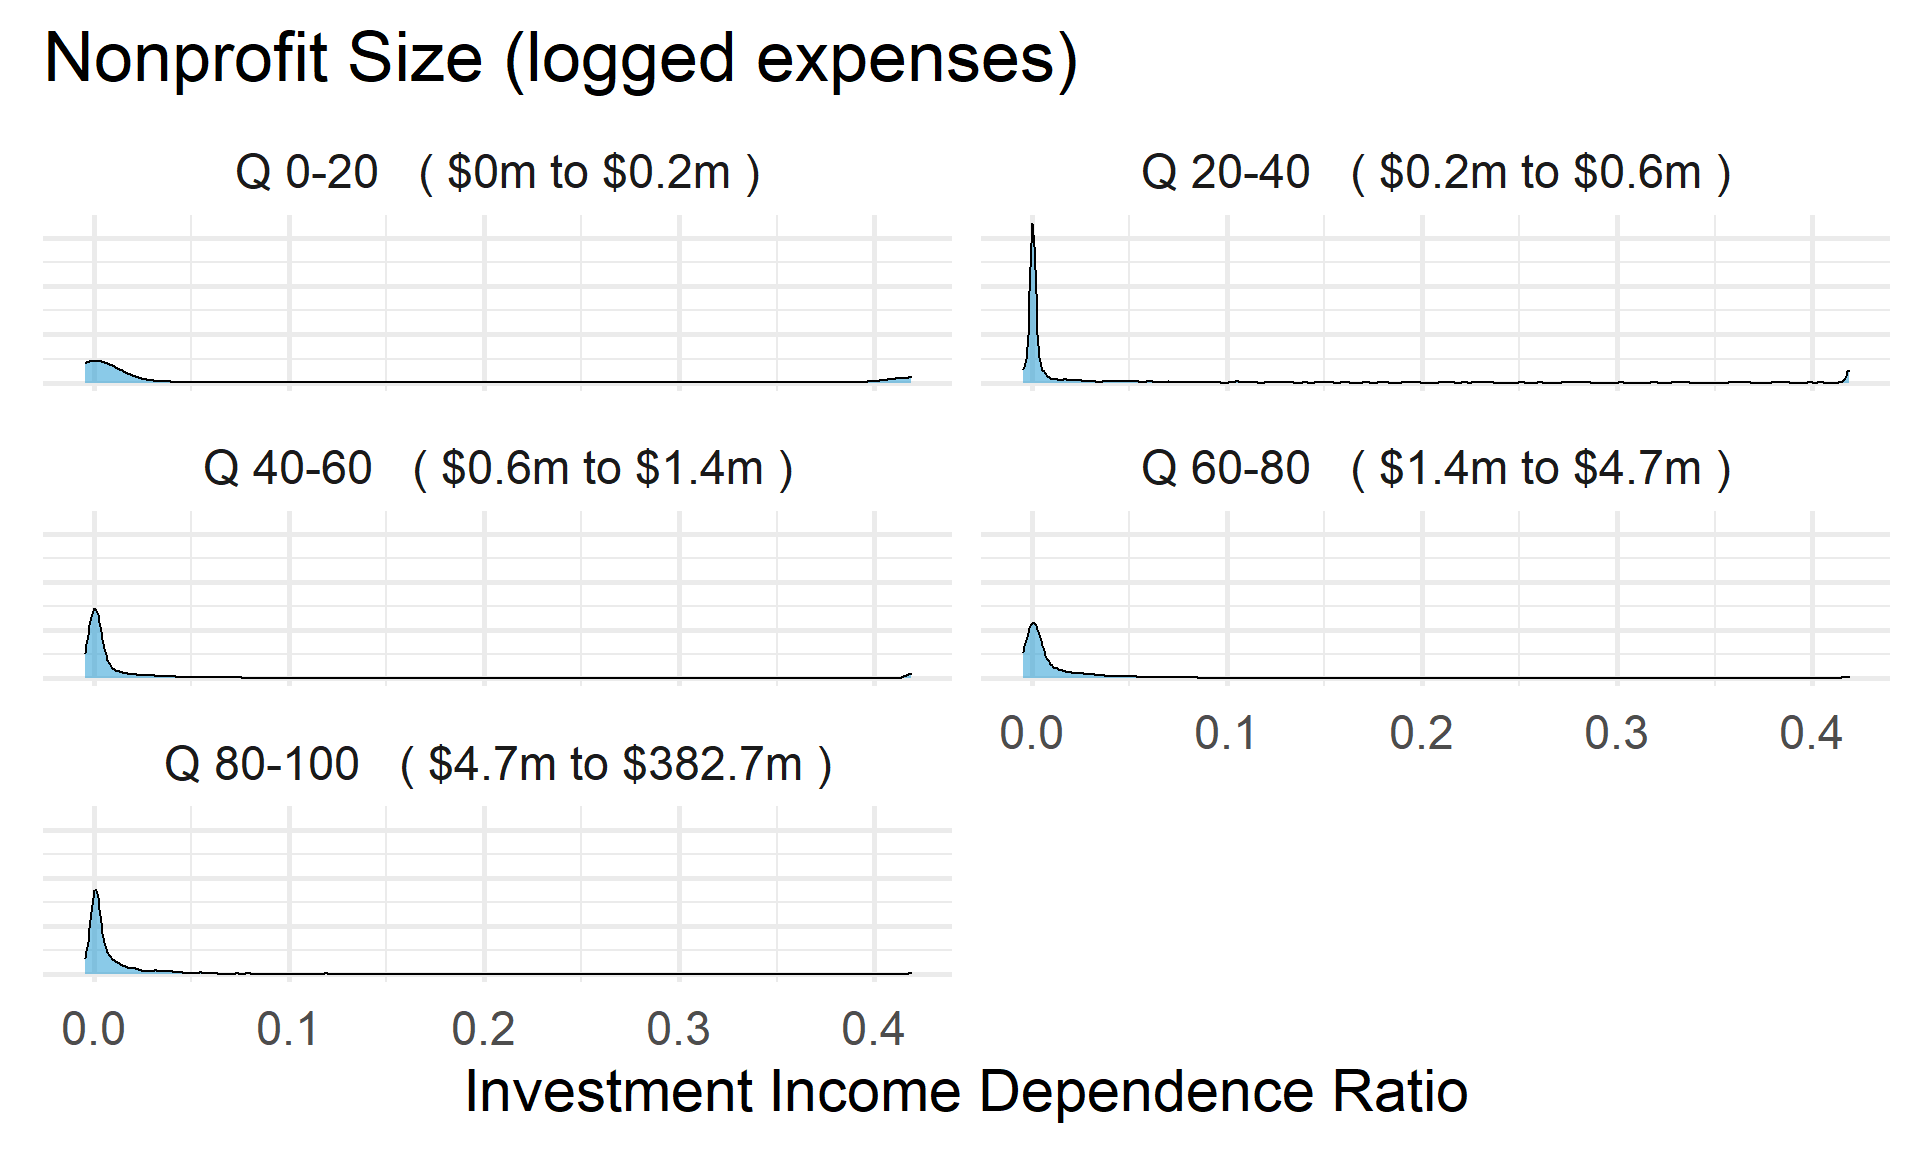 Nonprofit Size (logged expenses)
Q 0-20 ( $0m to $0.2m )
Q 20-40 ( $0.2m to $0.6m )
Q 40-60 ( $0.6m to $1.4m )
Q 60-80 ( $1.4m to $4.7m )
0.0 0.1 0.2 0.3 0.4
Q 80-100 ( $4.7m to $382.7m )
0.0 0.1 0.2 0.3 0.4
Investment Income Dependence Ratio